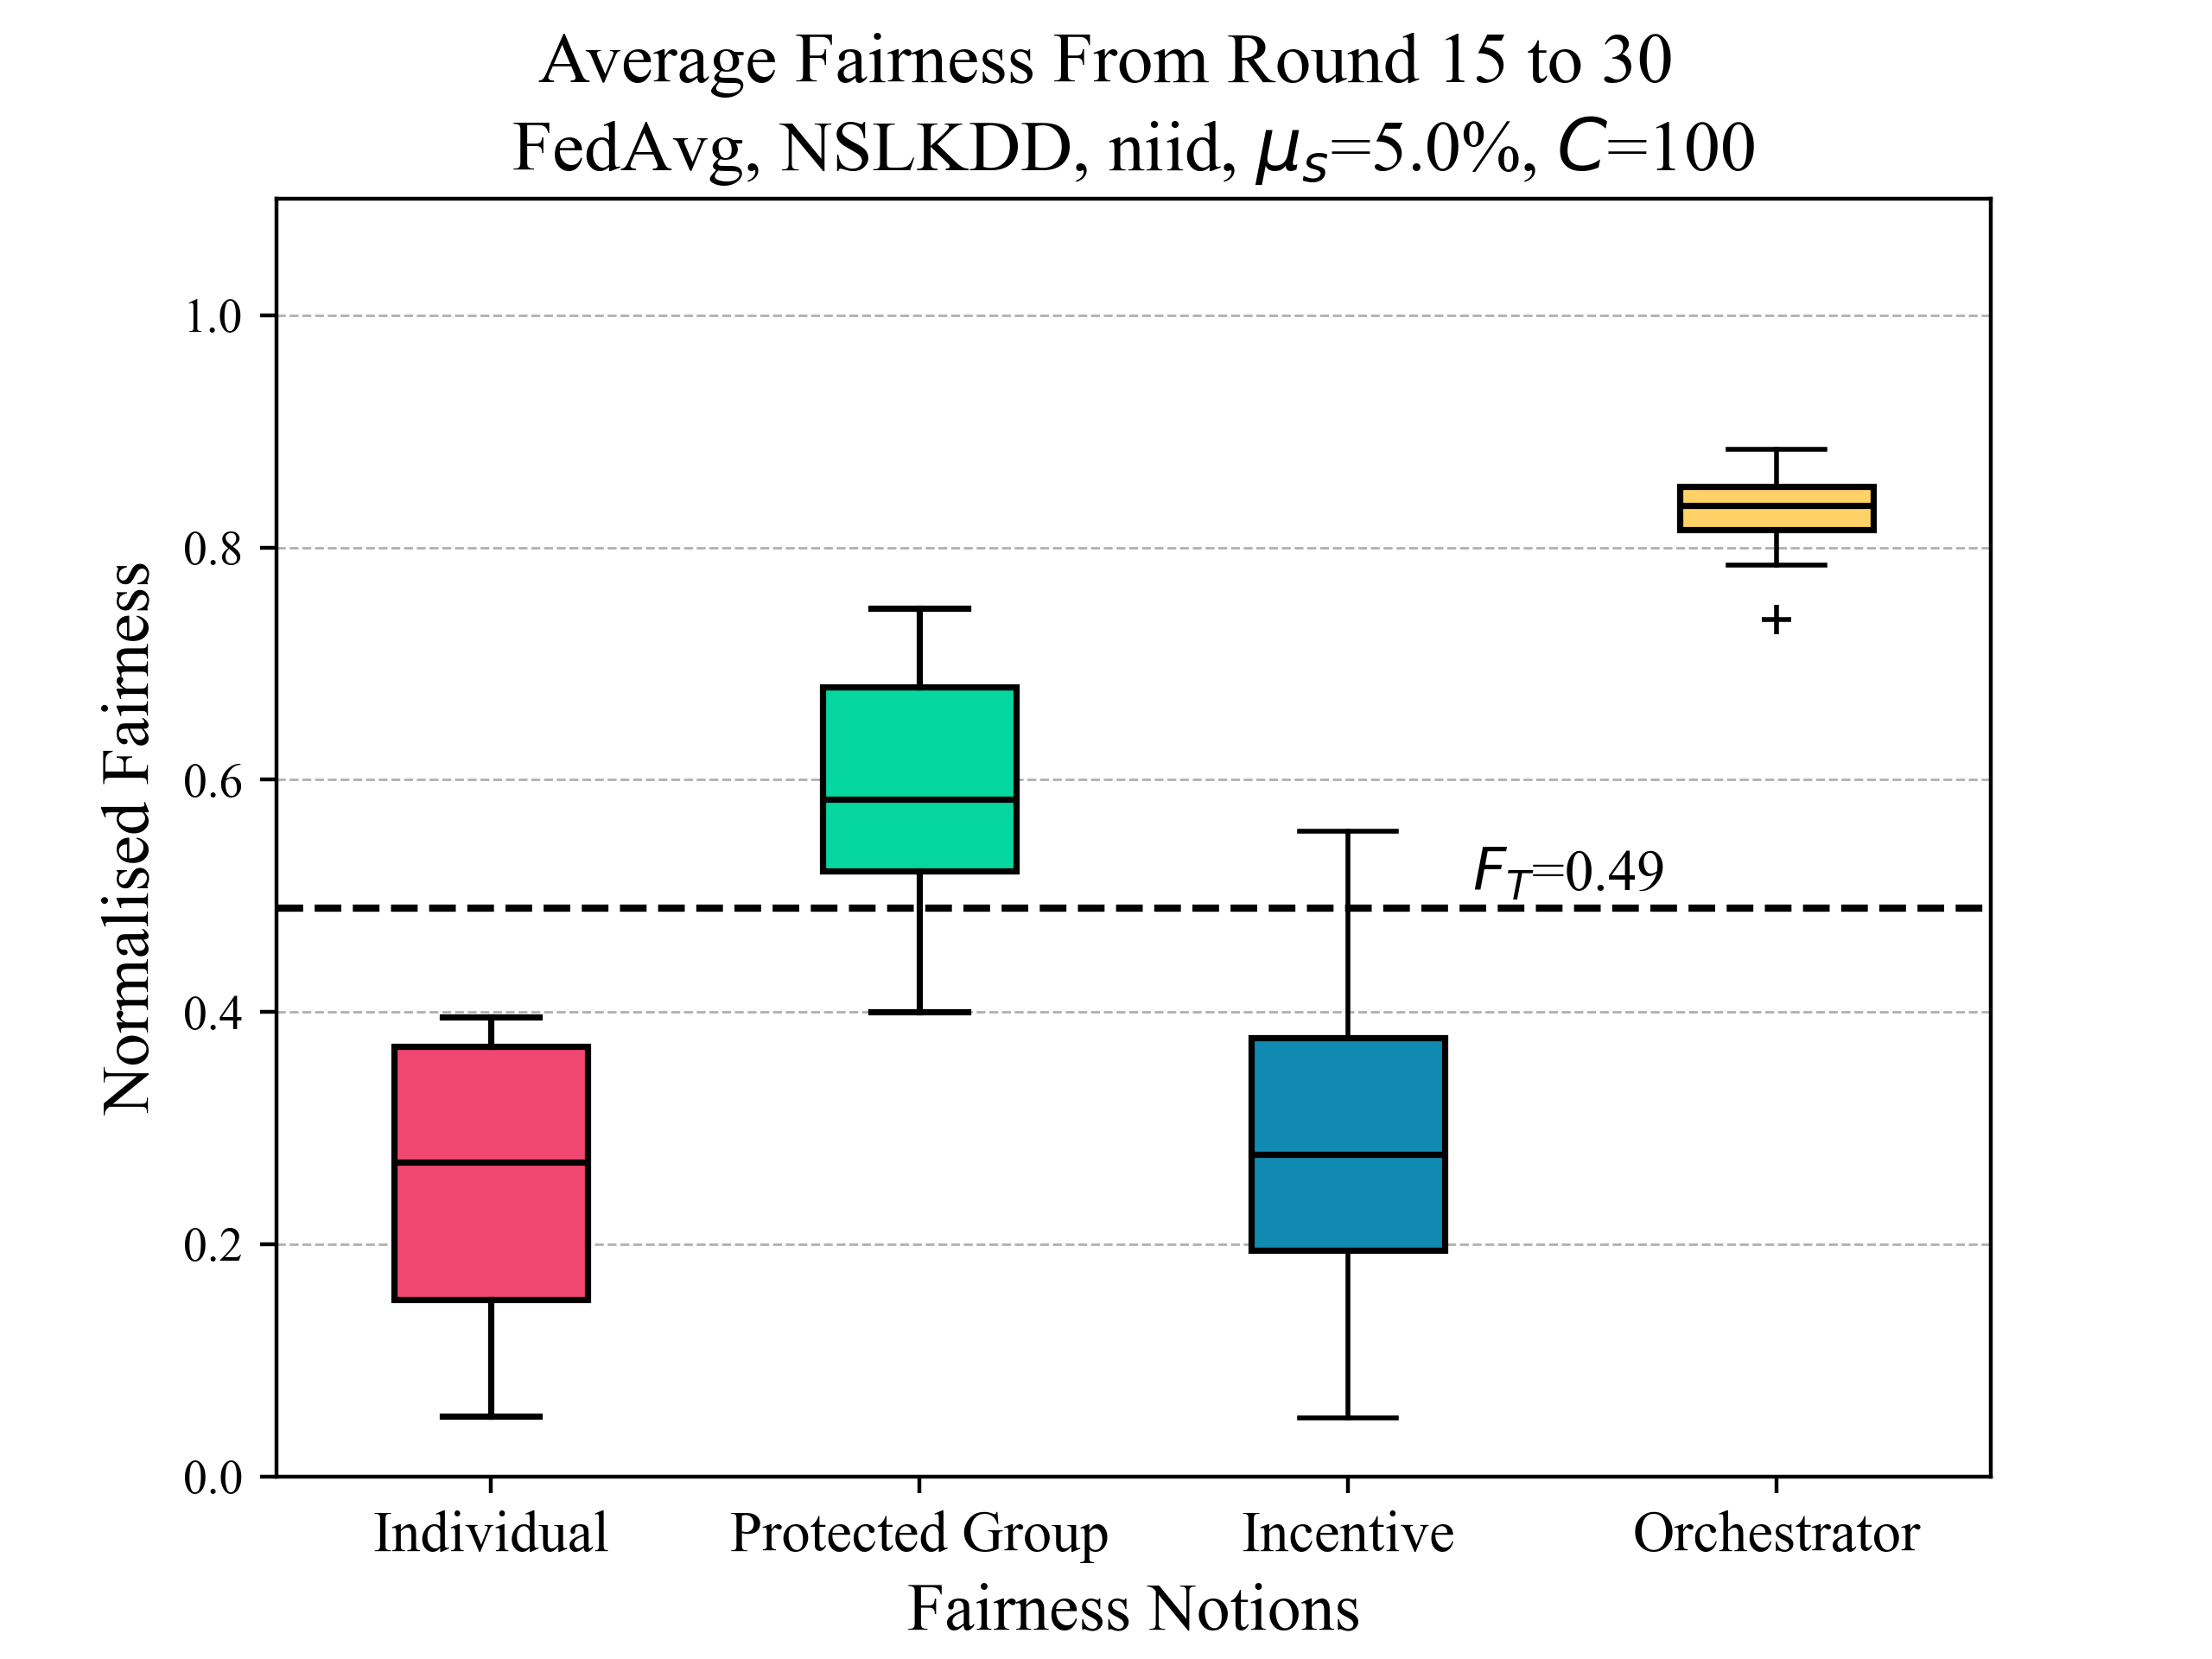 Average Fairness From Round 15 to 30
FedAvg, NSLKDD, niid, μₛ=5.0%, C=100
Normalised Fairness
1.0
0.8
0.6
0.4
0.2
0.0
F_T=0.49
Individual
Protected Group
Incentive
Orchestrator
Fairness Notions